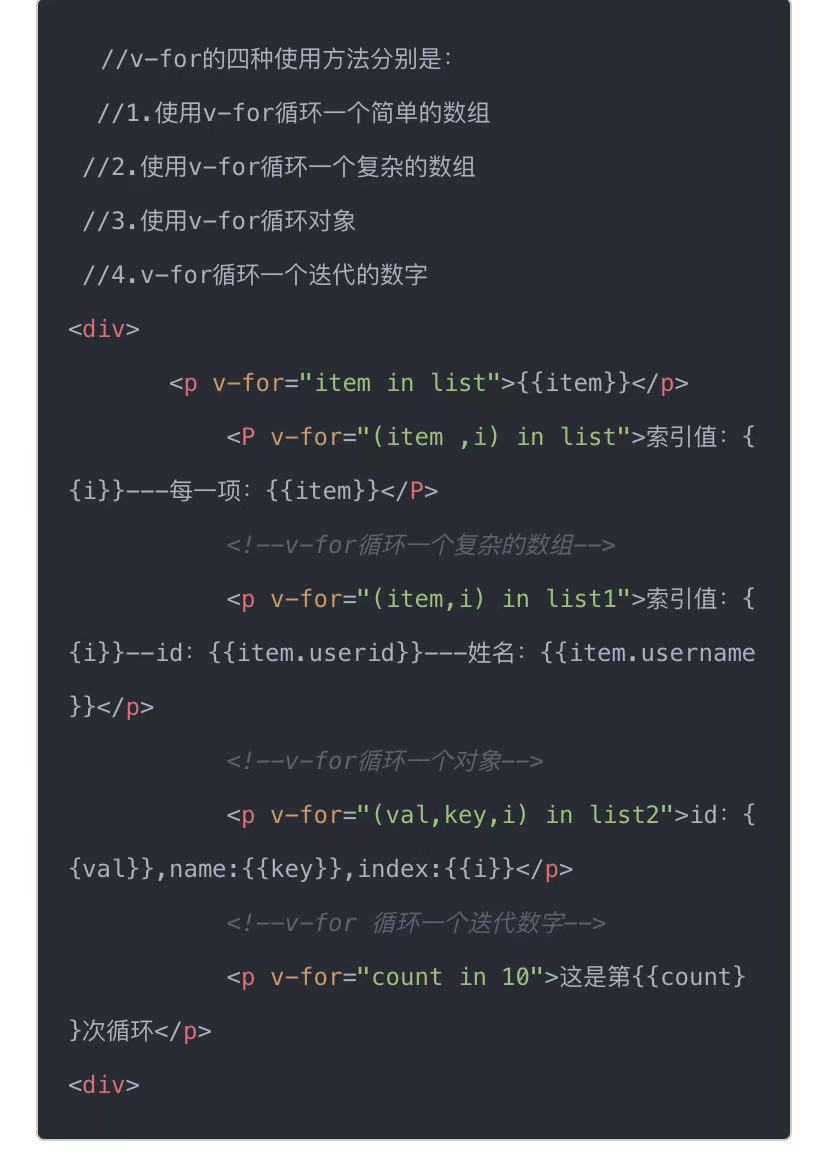 //v-for的四种使用方法分别是：
//1.使用v-for循环一个简单的数组
//2.使用v-for循环一个复杂的数组
//3.使用v-for循环对象
//4.v-for循环一个迭代的数字
<div>
<p v-for="item in list">{{item}}</p>
<P v-for="(item ,i) in list">索引值：{
{i}}---每一项：{{item}}</P>
<!--v-for循环一个复杂的数组-->
<p v-for="(item,i) in list1">索引值：{
{i}}--id：{{item.userid}}---姓名：{{item.username
}}</p>
<!--v-for循环一个对象-->
<p v-for="(val,key,i) in list2">id：{
{val}},name:{{key}},index:{{i}}</p>
<!--v-for 循环一个迭代数字-->
<p v-for="count in 10">这是第{{count}
}次循环</p>
<div>